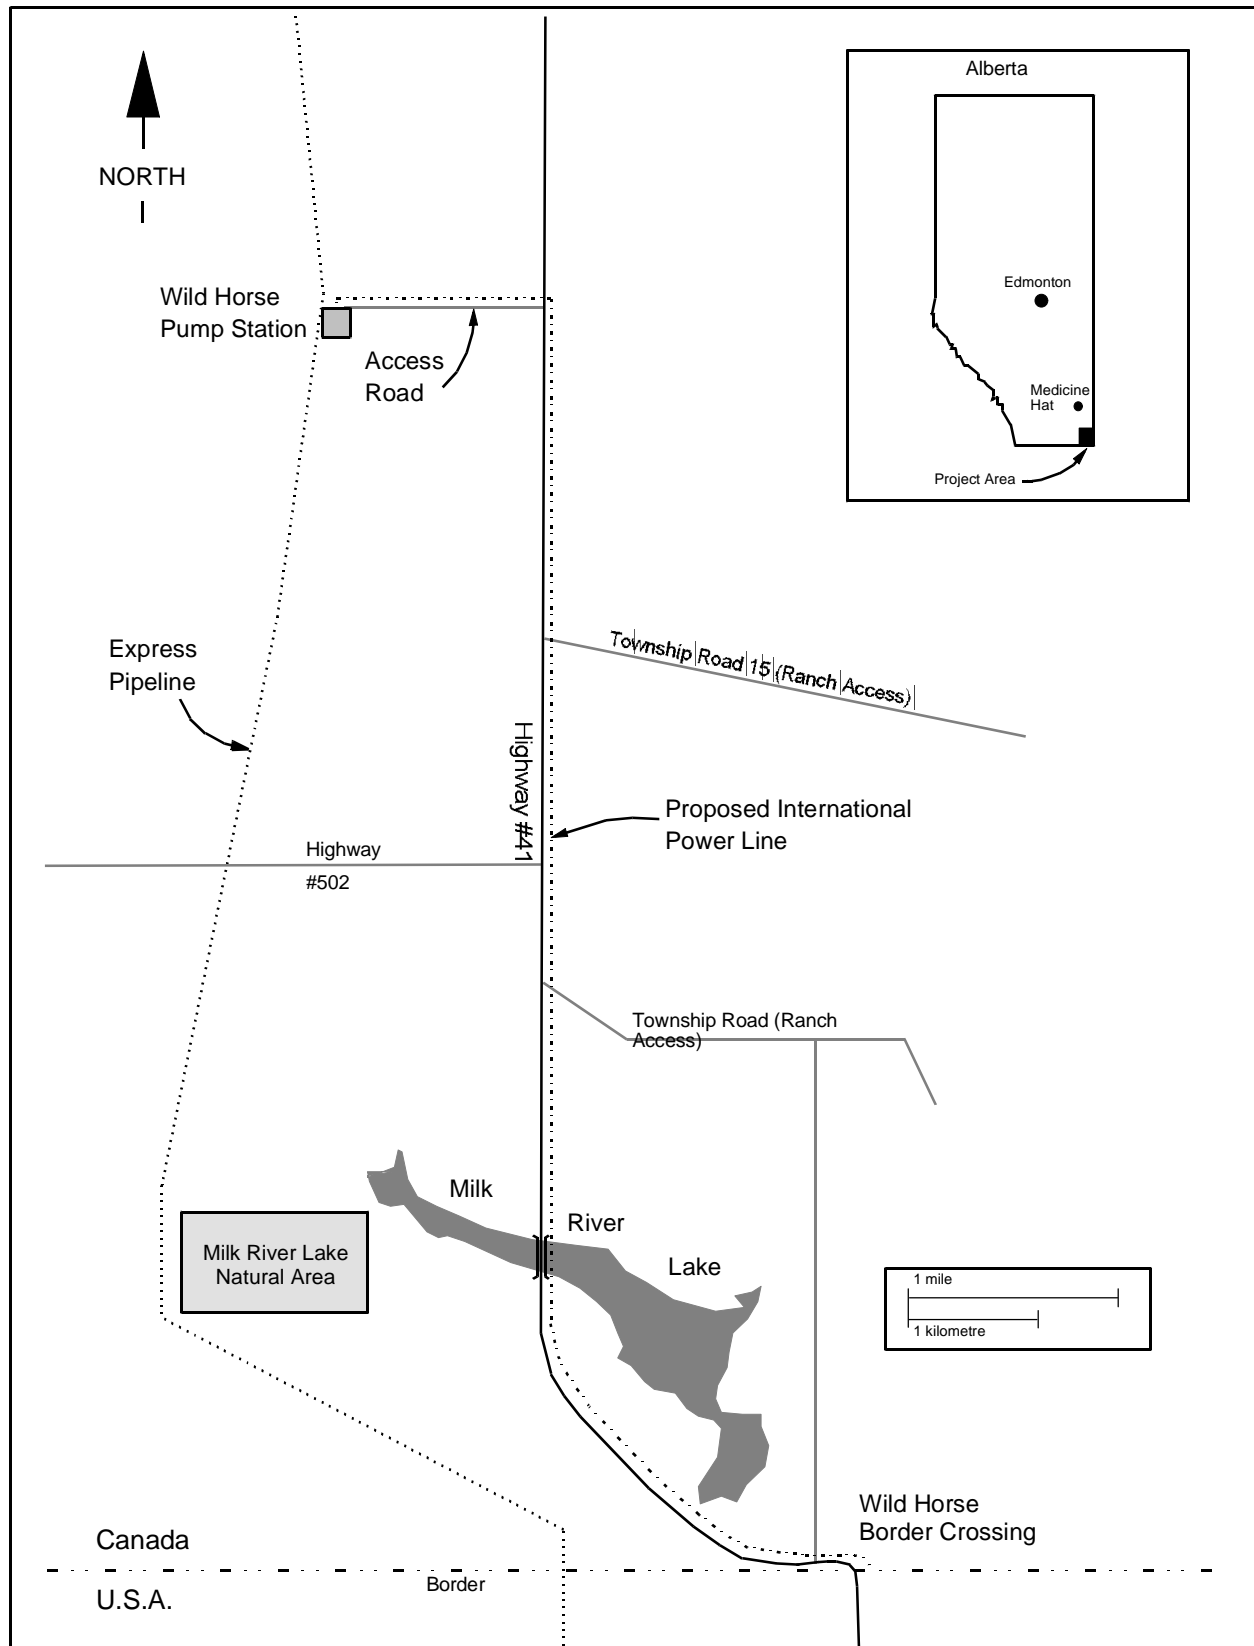 Alberta
NORTH
Edmonton
Wild Horse
Pump Station
Access
Road
Medicine
Hat
Project Area
Township Road 15 (Ranch Access)
Express
Pipeline
Highway #41
Proposed International
Power Line
Highway
#502
Township Road (Ranch
Access)
Milk
River
Lake
Milk River Lake
Natural Area
1 mile
1 kilometre
Wild Horse
Border Crossing
Canada
Border
U.S.A.